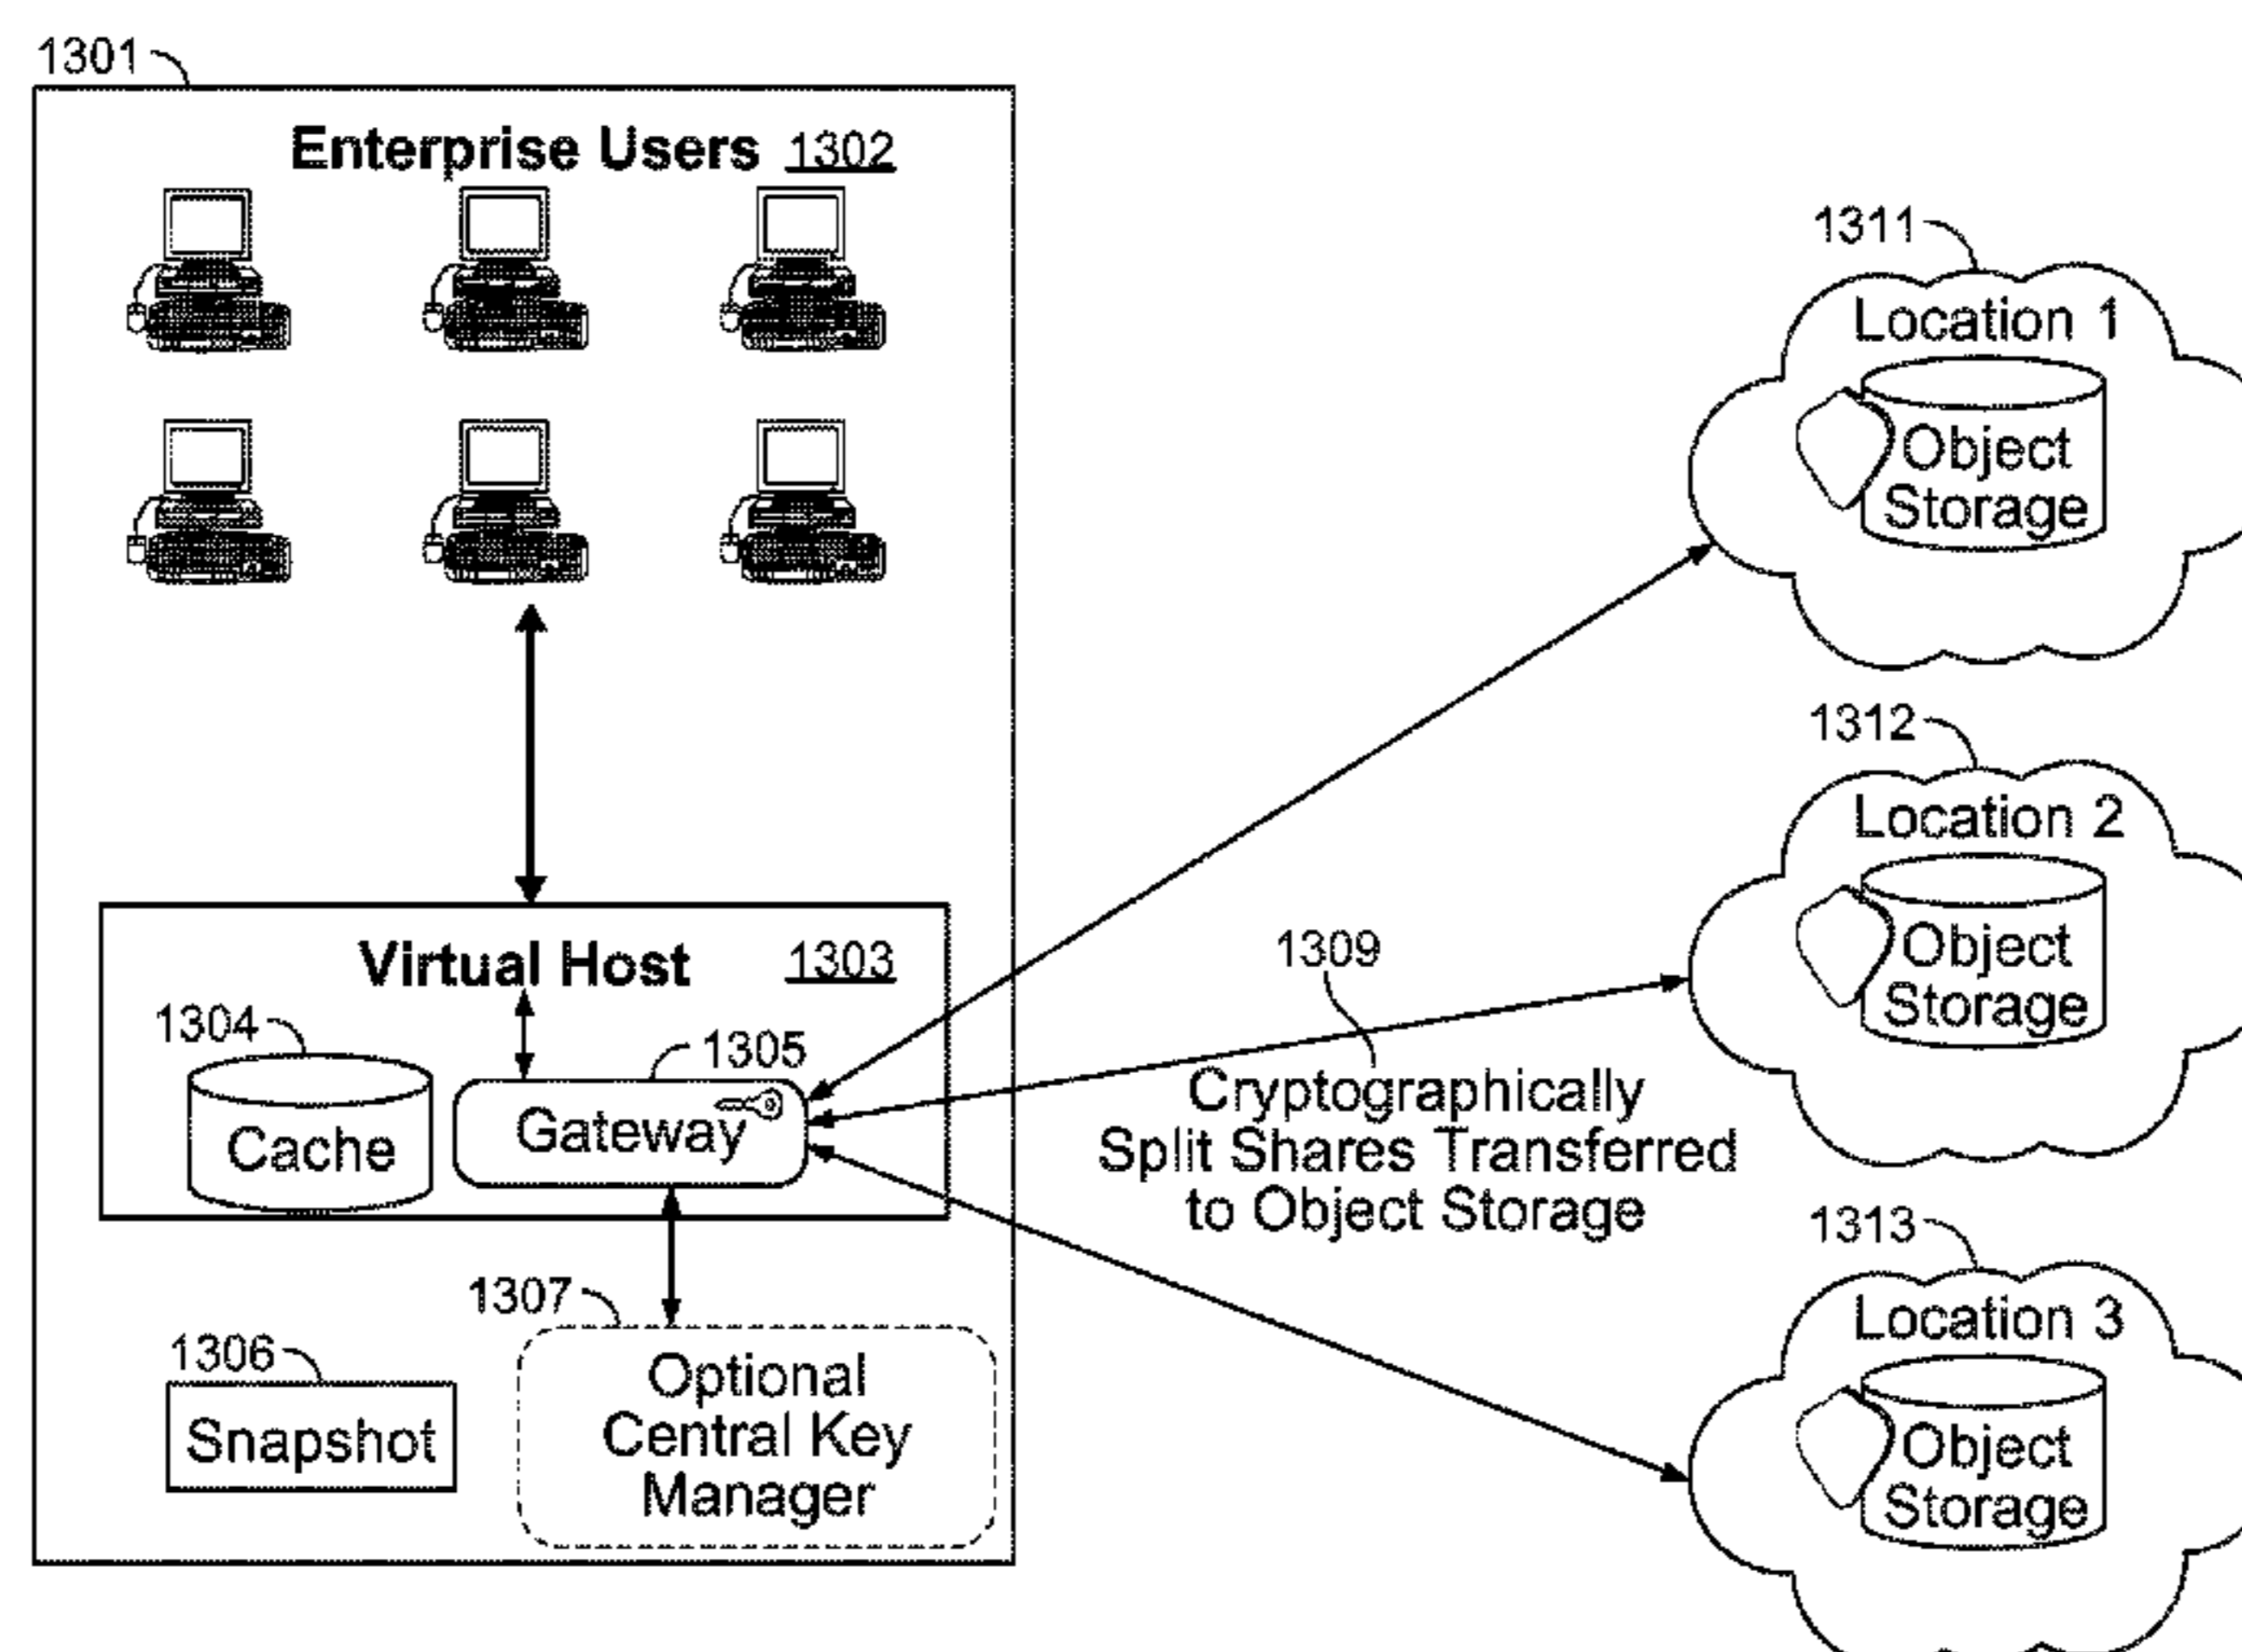 1301
Enterprise Users 1302
1311
Location 1
Object
Storage
1312
Location 2
Object
Storage
Virtual Host 1303
1304
1305
Cache
Gateway
1309
Cryptographically
Split Shares Transferred
to Object Storage
1307
Optional
Central Key
Manager
1306
Snapshot
1313
Location 3
Object
Storage